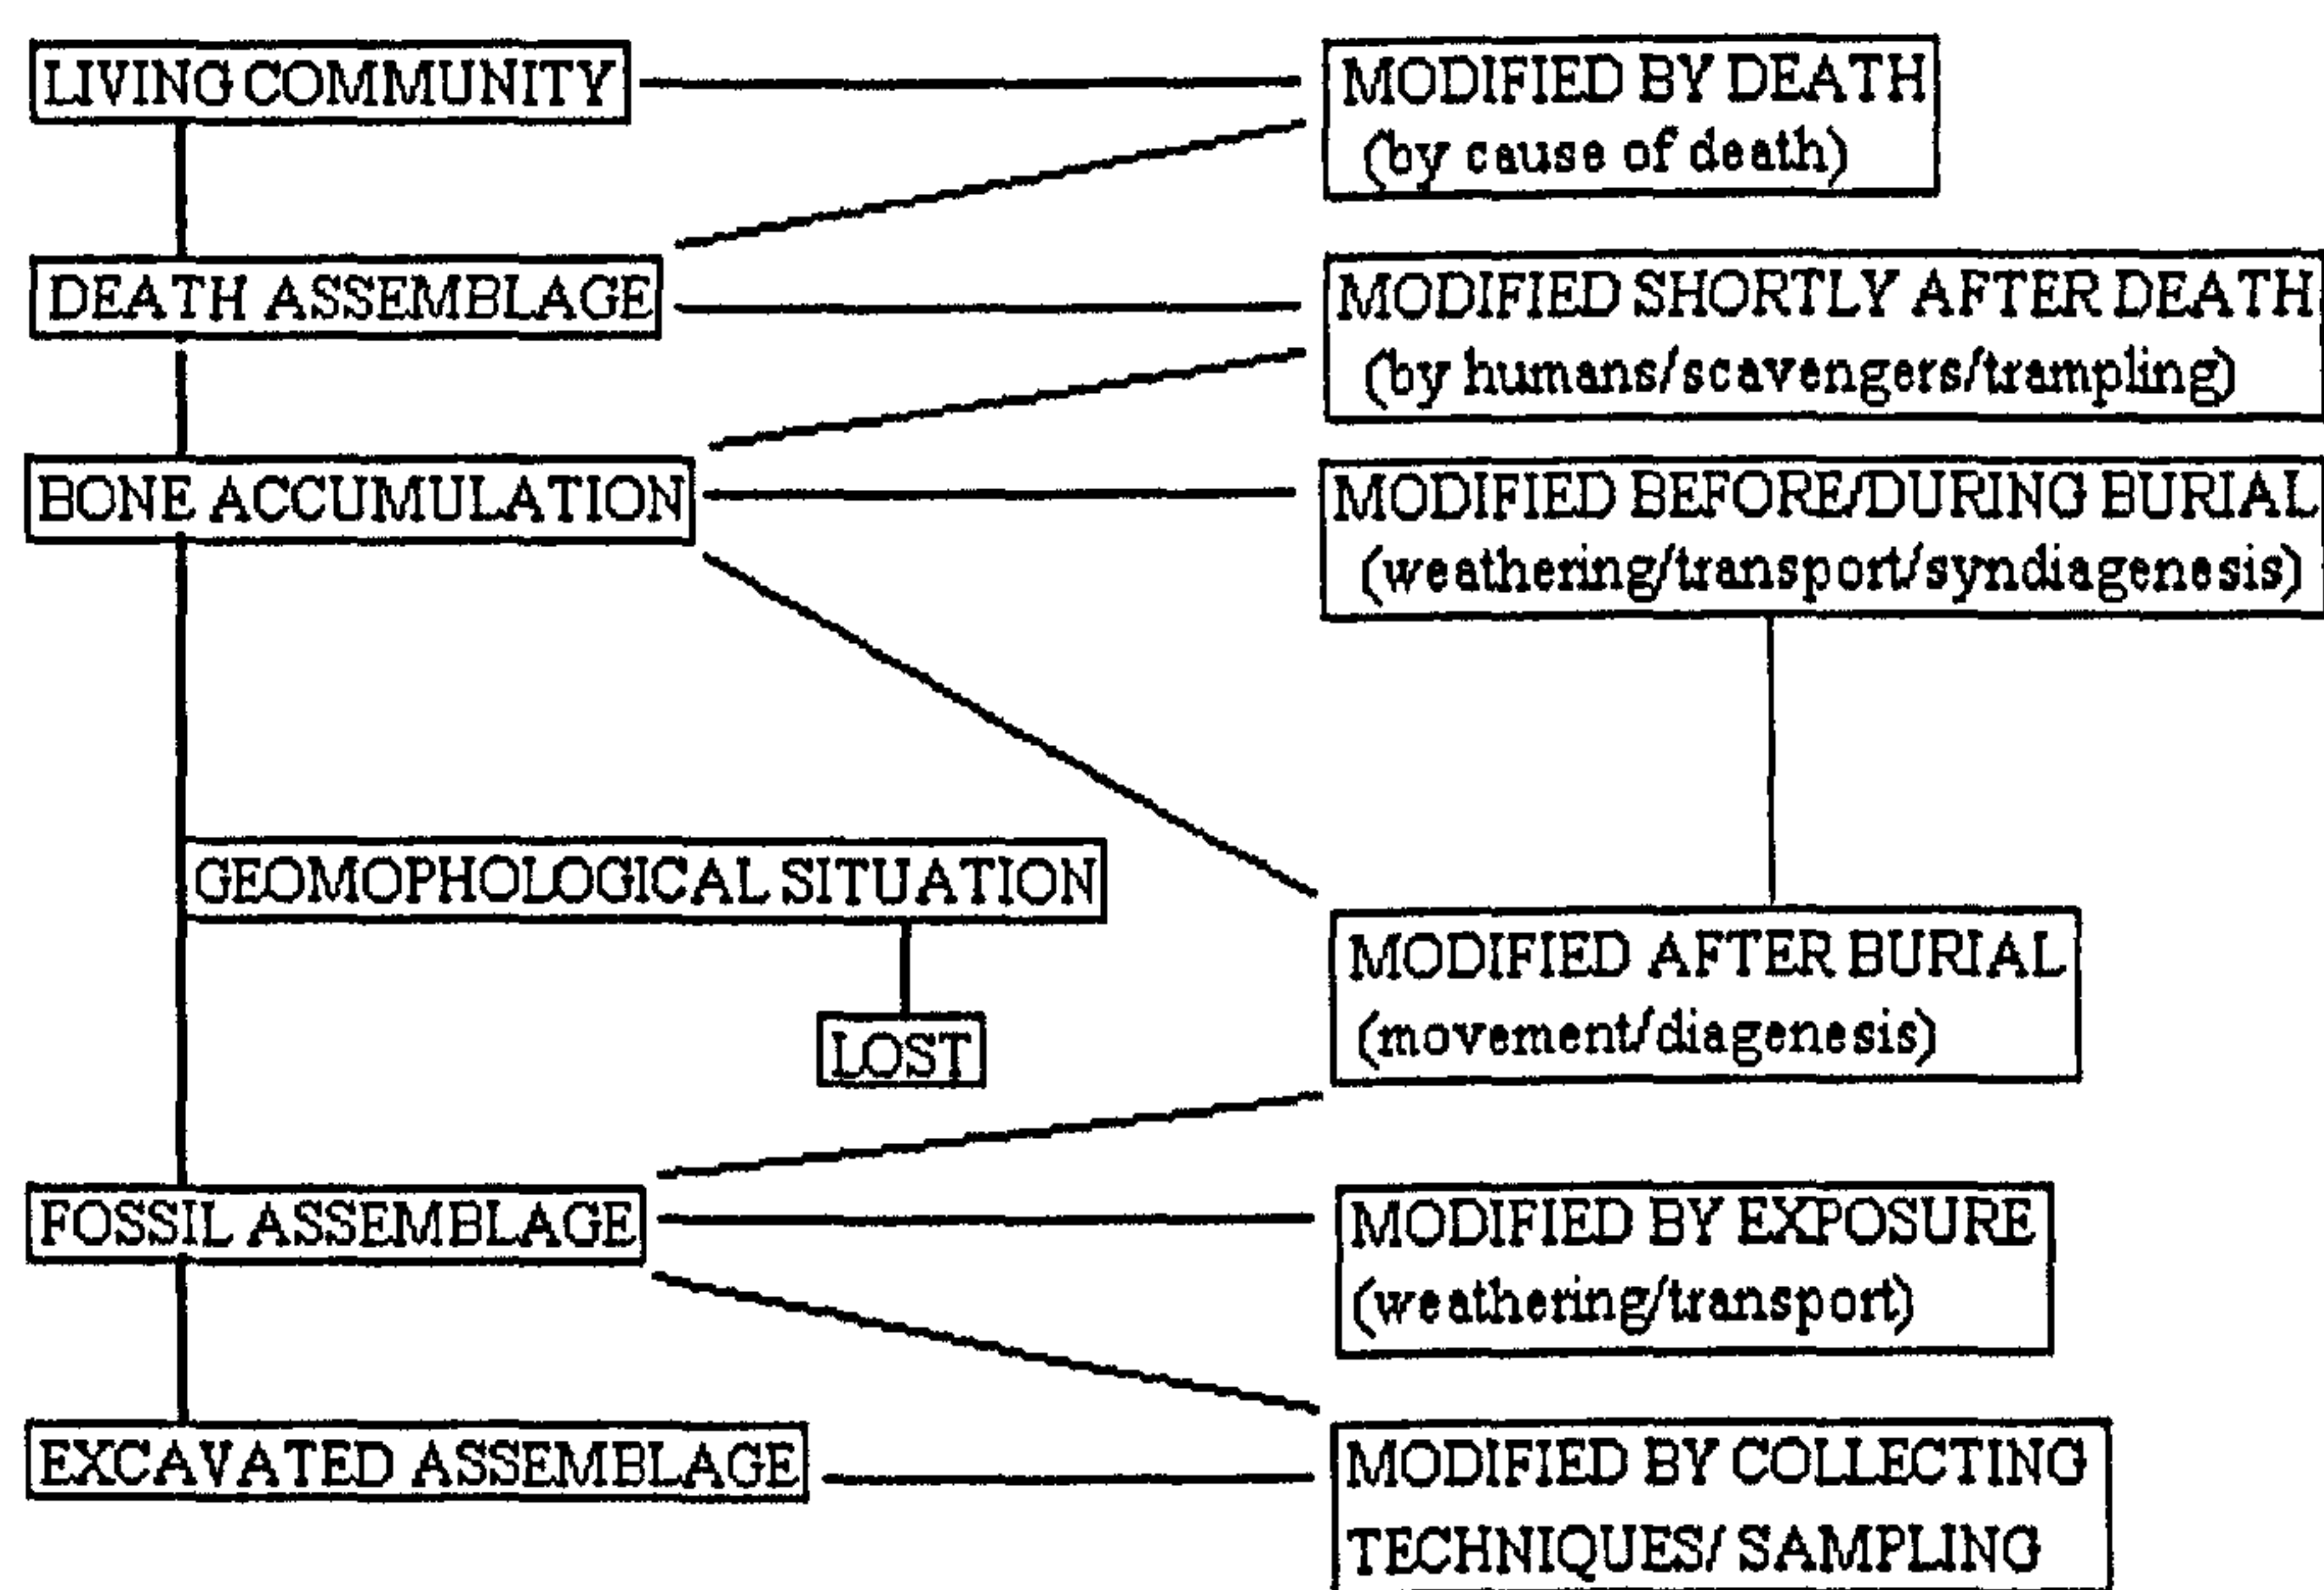 LIVING COMMUNITY
MODIFIED BY DEATH
(by cause of death)
DEATH ASSEMBLAGE
MODIFIED SHORTLY AFTER DEATH
(by humans/scavengers/trampling)
BONE ACCUMULATION
MODIFIED BEFORE/DURING BURIAL
(weathering/transport/syndiagenesis)
GEOMOPHOLOGICAL SITUATION
LOST
MODIFIED AFTER BURIAL
(movement/diagenesis)
FOSSIL ASSEMBLAGE
MODIFIED BY EXPOSURE
(weathering/transport)
EXCAVATED ASSEMBLAGE
MODIFIED BY COLLECTING
TECHNIQUES/ SAMPLING